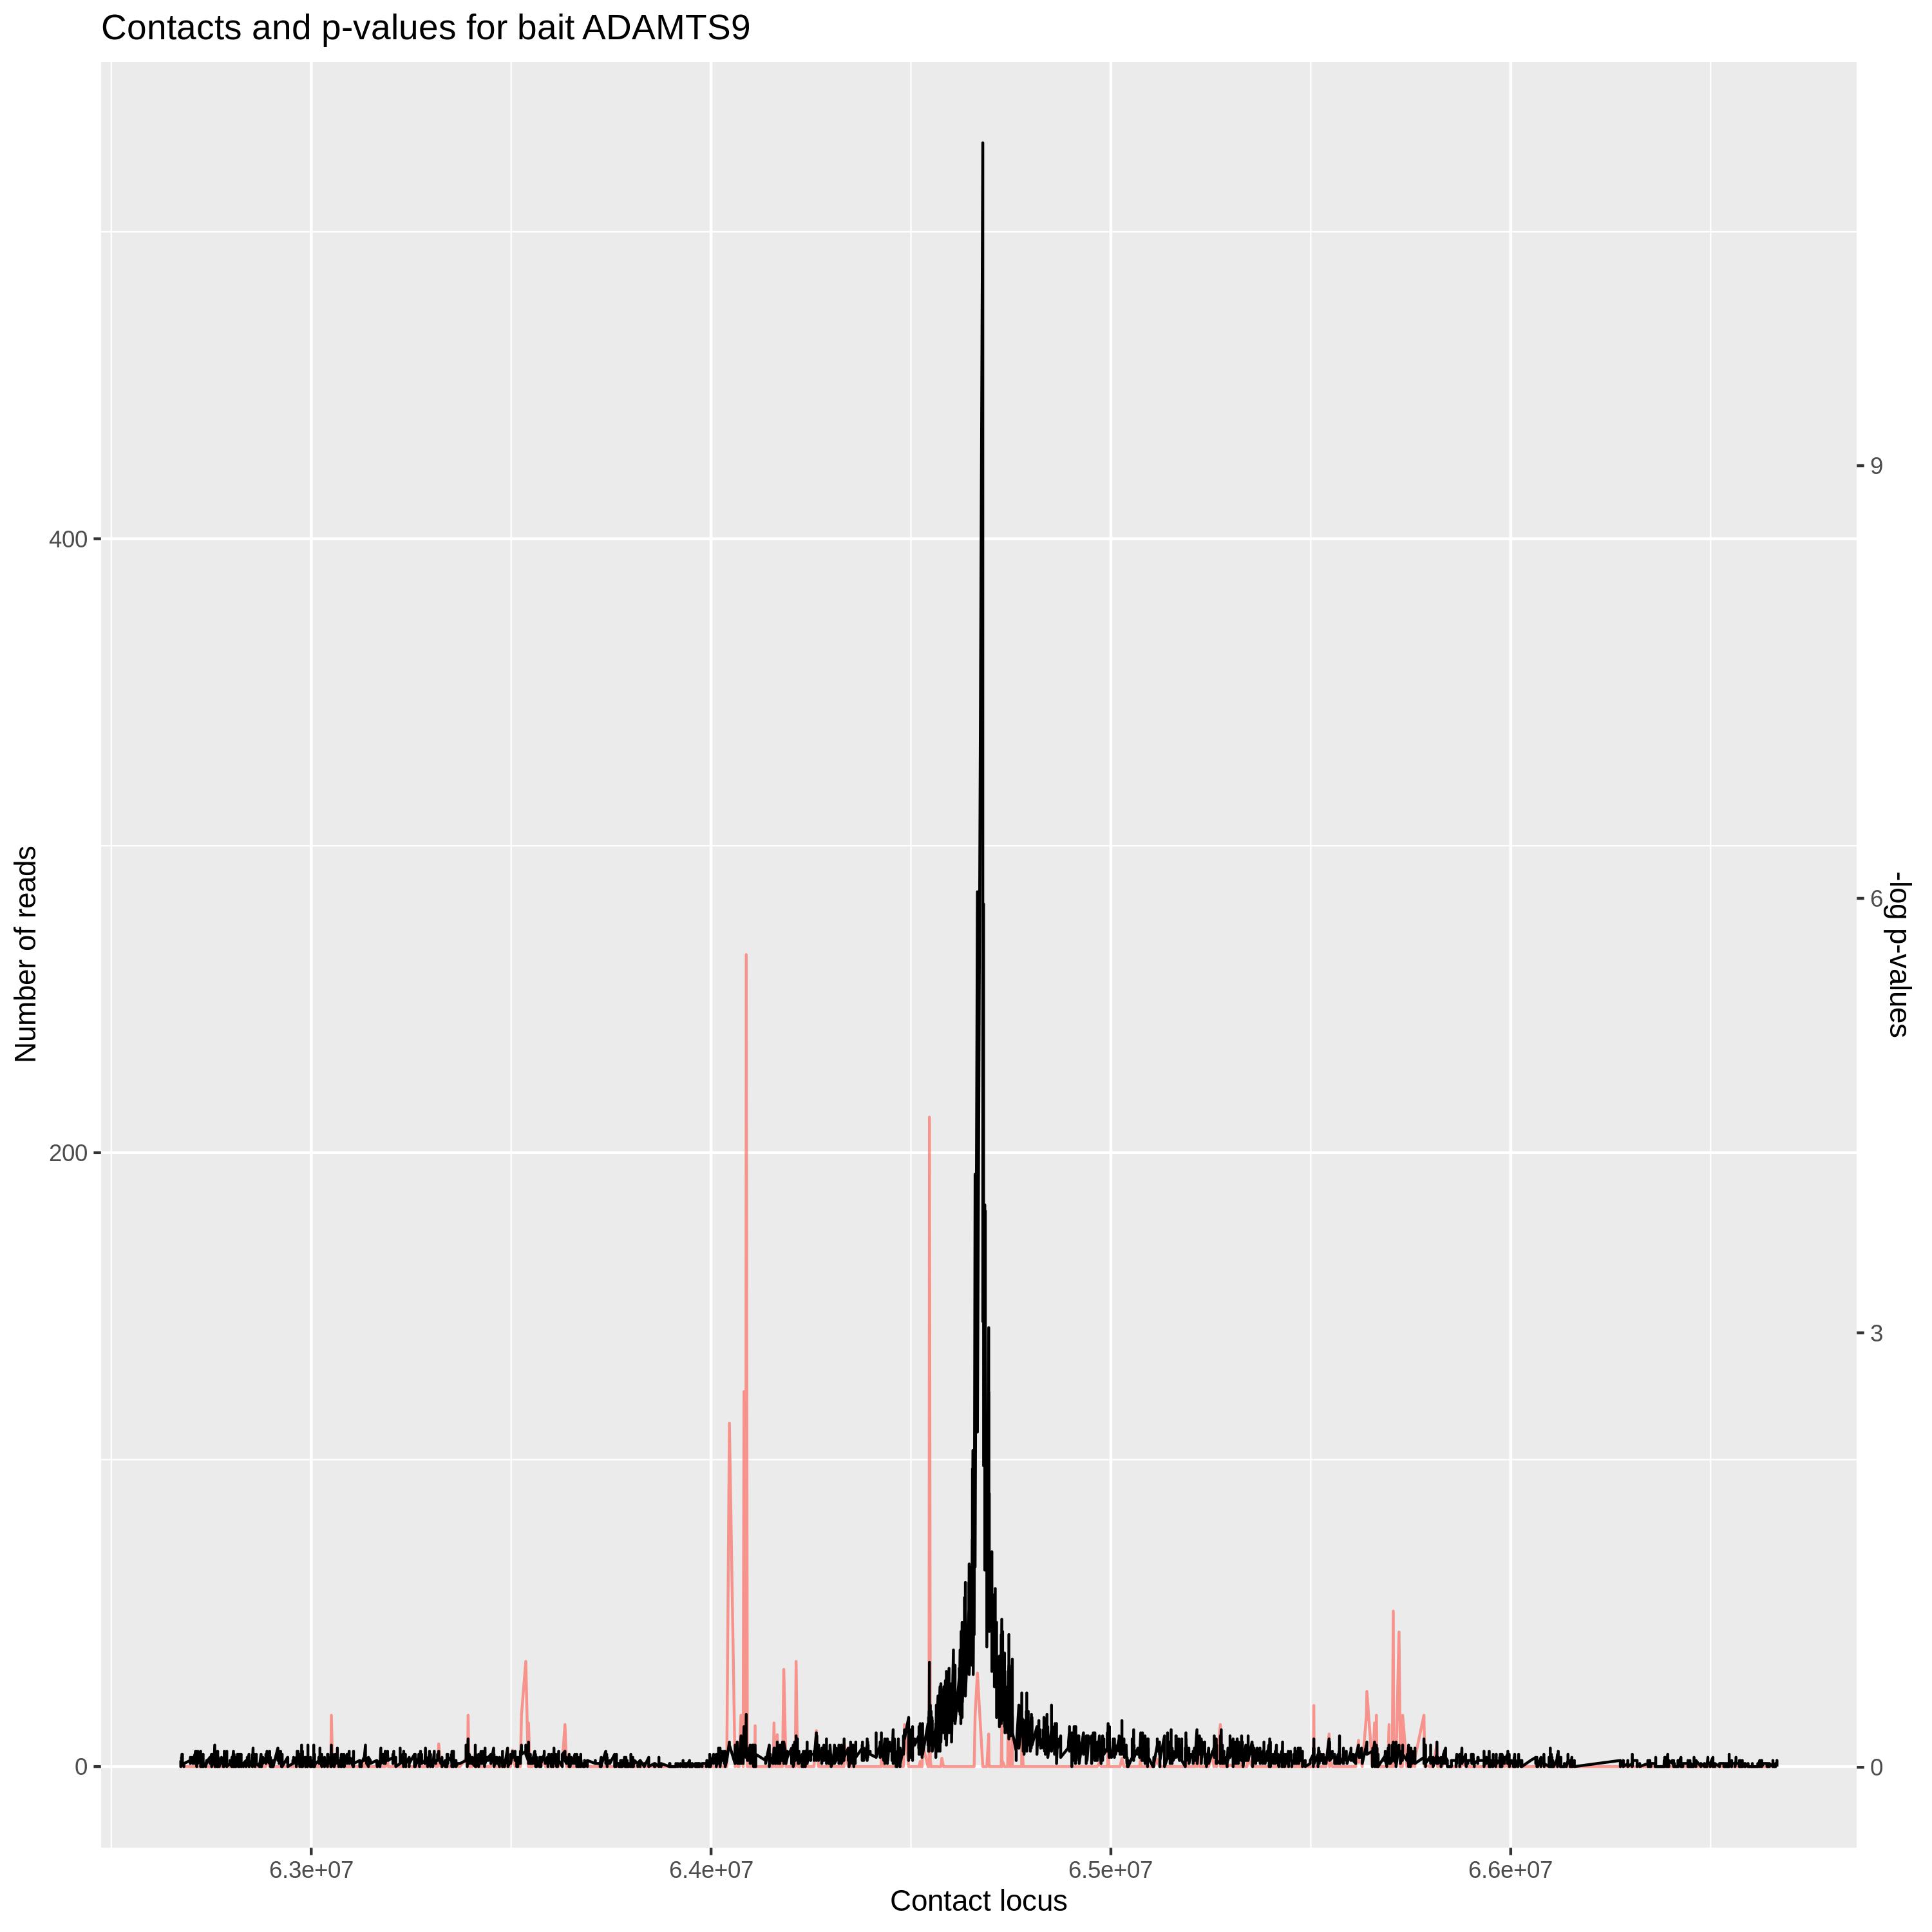 Contacts and p-values for bait ADAMTS9
Number of reads
400
200
0
9
6
3
0
-log p-values
6.3e+07
6.4e+07
6.5e+07
6.6e+07
Contact locus